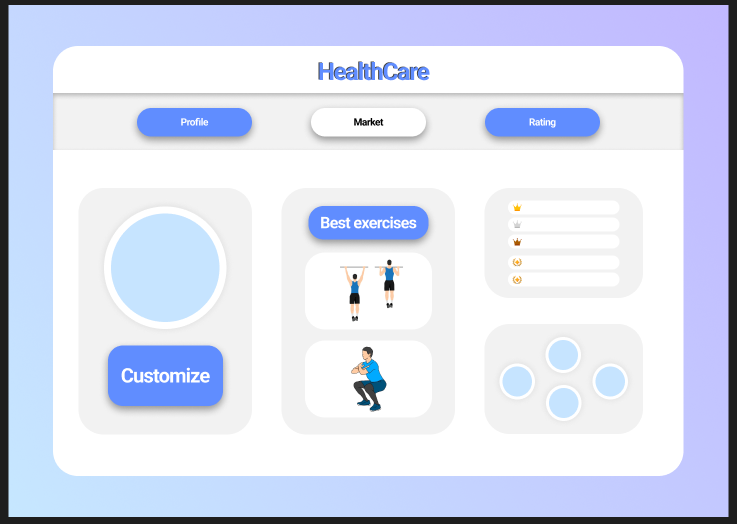 HealthCare
Profile
Market
Rating
Best exercises
Customize